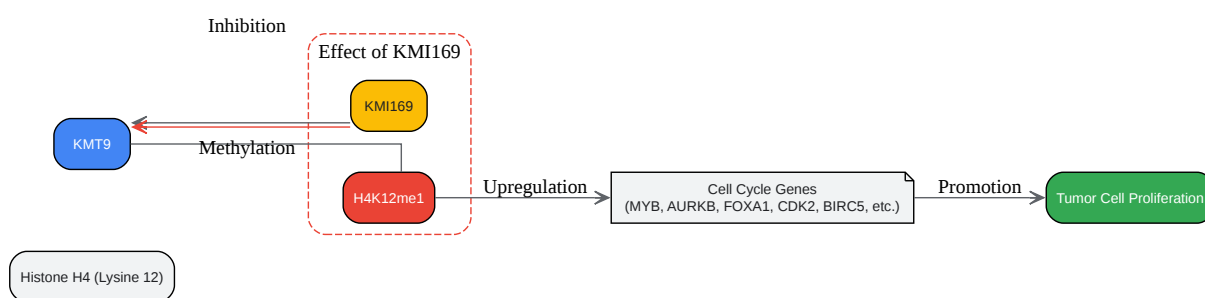 Inhibition
Effect of KMI169
KMI169
KMT9
Methylation
H4K12me1
Upregulation
Cell Cycle Genes
(MYB, AURKB, FOXA1, CDK2, BIRC5, etc.)
Promotion
Tumor Cell Proliferation
Histone H4 (Lysine 12)